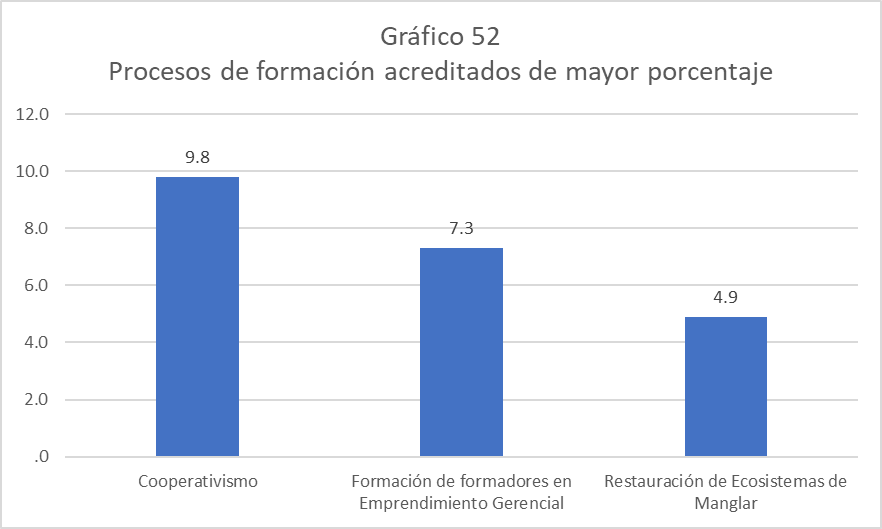 Gráfico 52
Procesos de formación acreditados de mayor porcentaje
12.0
10.0
8.0
6.0
4.0
2.0
.0
9.8
7.3
4.9
Cooperativismo
Formación de formadores en
Emprendimiento Gerencial
Restauración de Ecosistemas de
Manglar